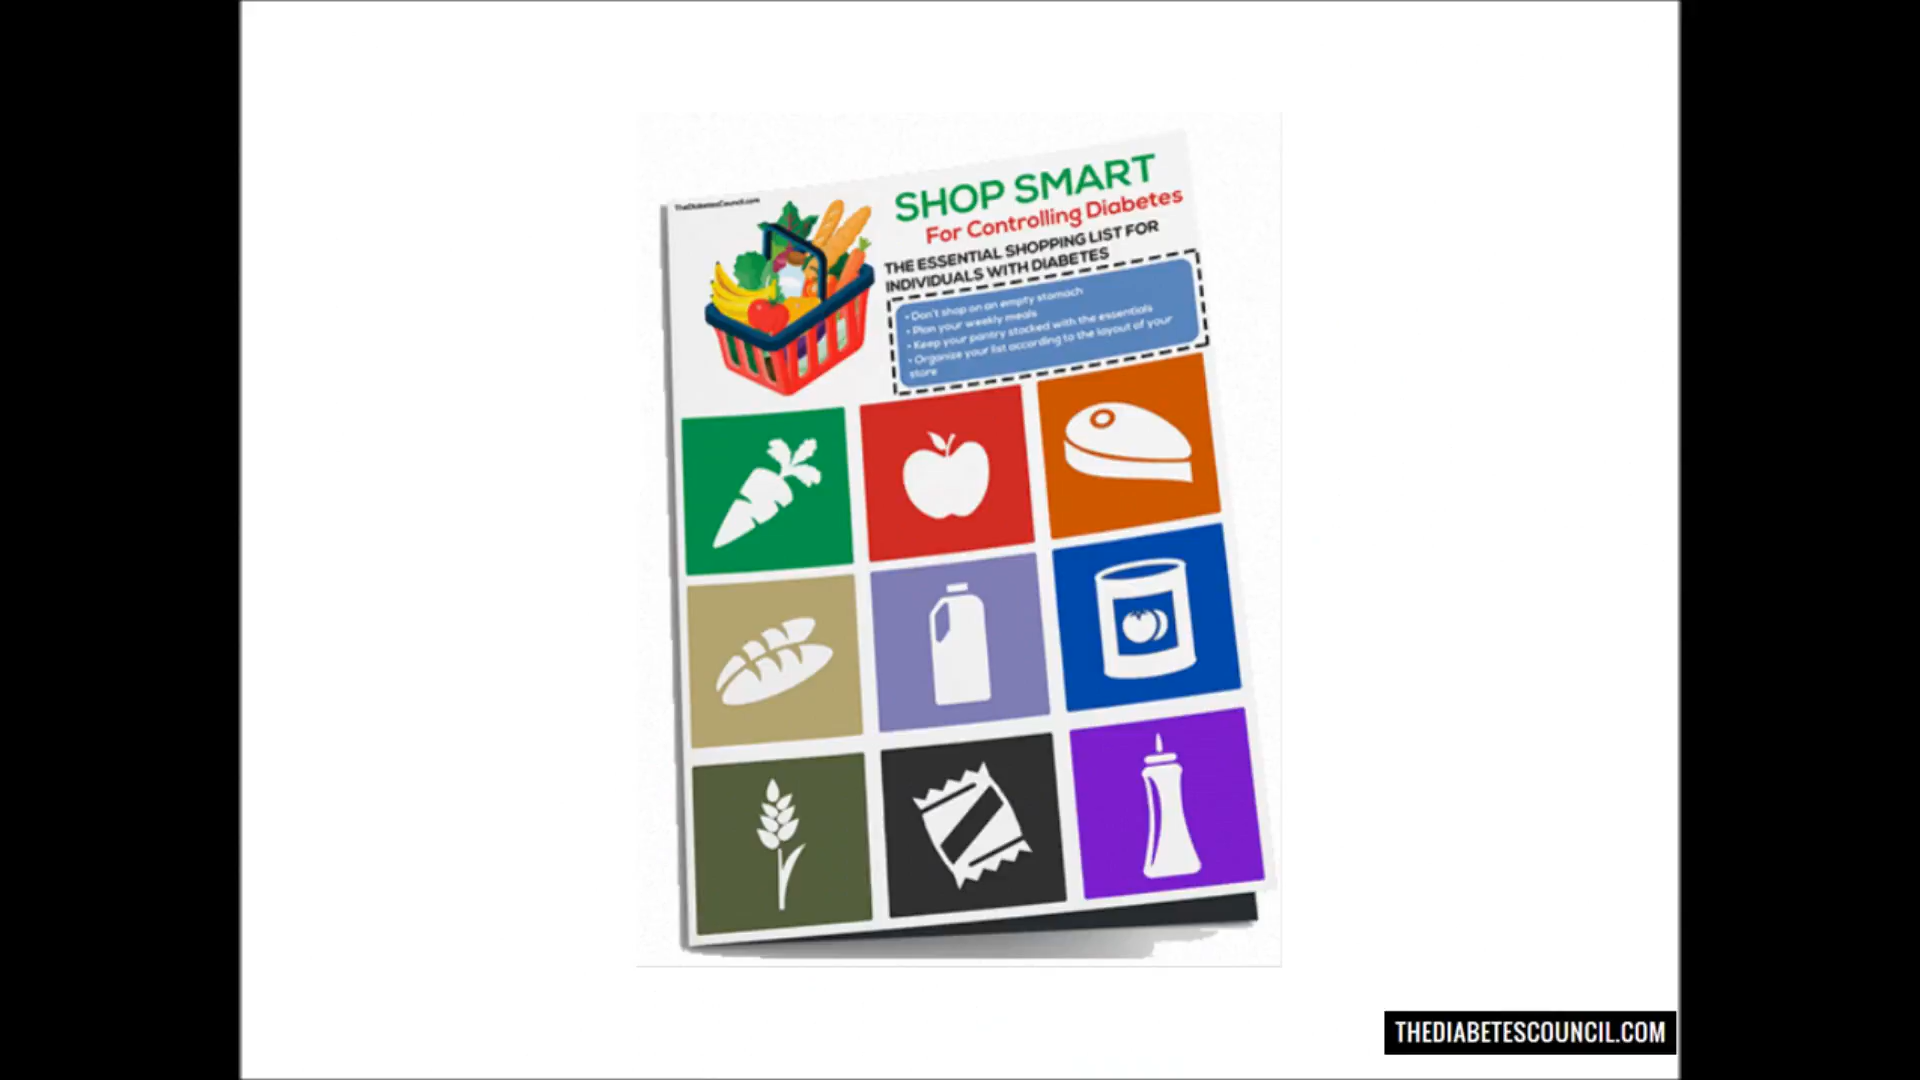 TheDiabetesCouncil.com
SHOP SMART
For Controlling Diabetes
THE ESSENTIAL SHOPPING LIST FOR
INDIVIDUALS WITH DIABETES
• Don't shop on an empty stomach
• Plan your weekly meals
• Keep your pantry stocked with the essentials
• Organize your list according to the layout of your
store
THEDIABETESCOUNCIL.COM